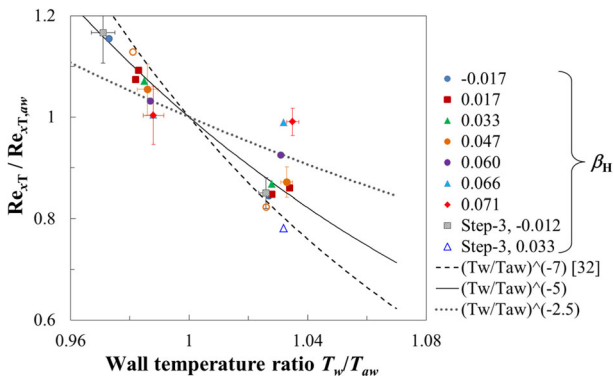 1.2
1
0.8
0.6
0.96
1
1.04
1.08
Re_xT / Re_xT,aw
Wall temperature ratio T_w/T_aw
-0.017
0.017
0.033
0.047
0.060
0.066
0.071
Step-3, -0.012
Step-3, 0.033
(Tw/Taw)^(-7) [32]
(Tw/Taw)^(-5)
(Tw/Taw)^(-2.5)
β_H